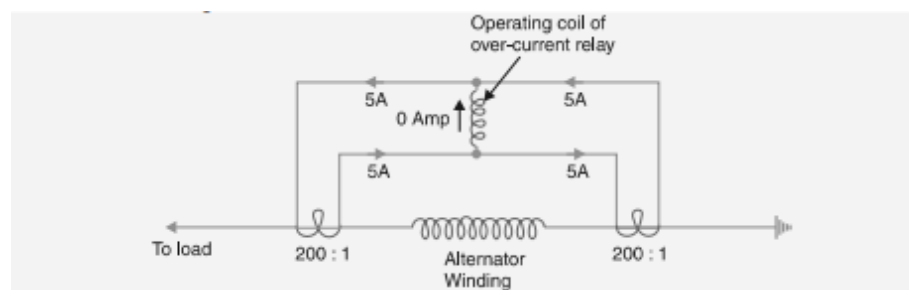 Operating coil of
over-current relay
5A
5A
0 Amp
5A
5A
To load
200 : 1
Alternator
Winding
200 : 1